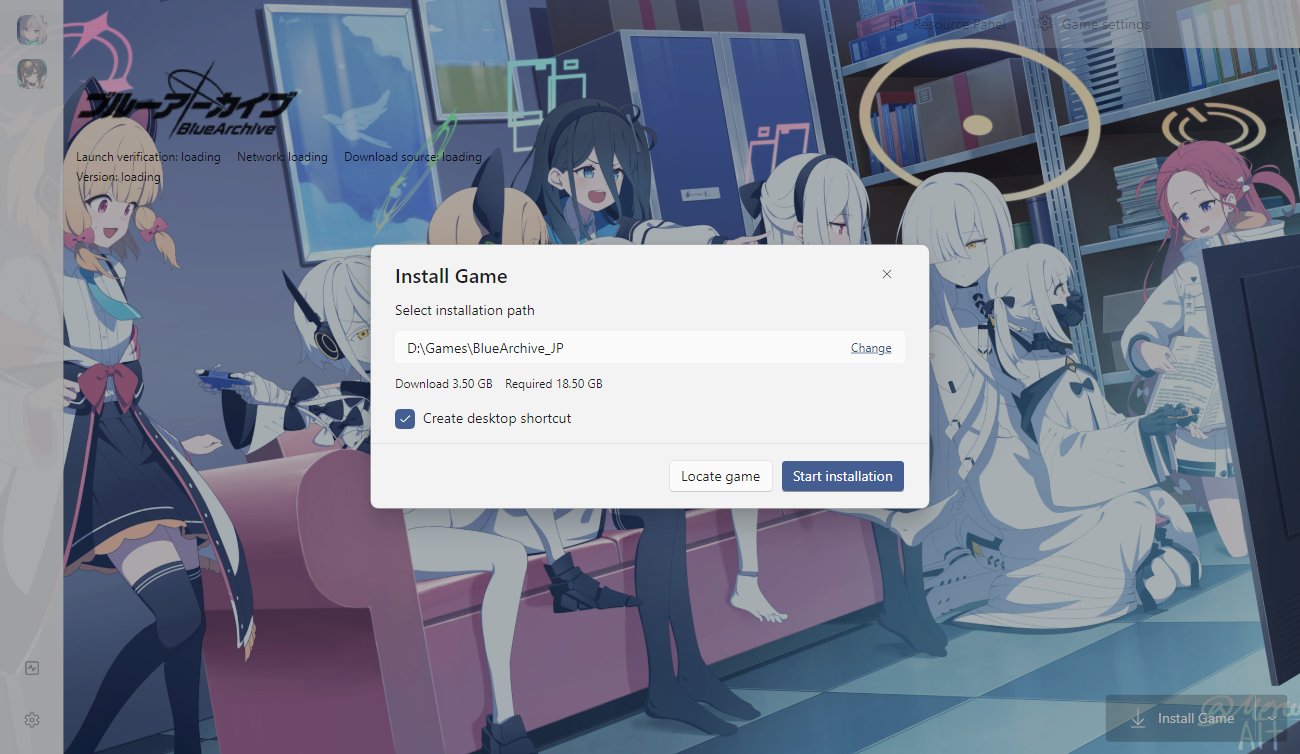 Resource Panel
Game settings
ブルーアーカイブ
BlueArchive
Launch verification: loading
Network: loading
Download source: loading
Version: loading
Install Game
Select installation path
D:\Games\BlueArchive_JP
Change
Download 3.50 GB
Required 18.50 GB
Create desktop shortcut
Locate game
Start installation
Install Game